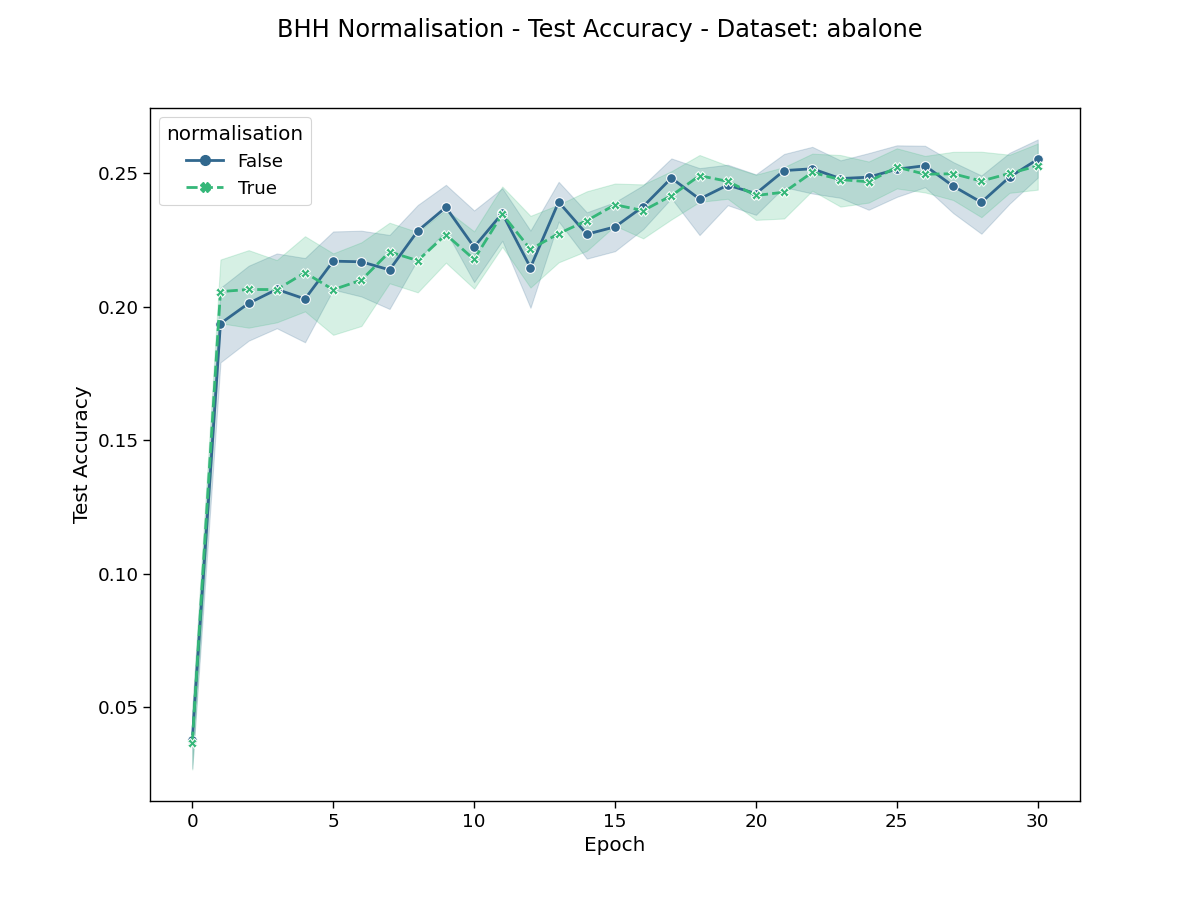 BHH Normalisation - Test Accuracy - Dataset: abalone
normalisation
False
True
0.25
0.20
0.15
0.10
0.05
Test Accuracy
0 5 10 15 20 25 30
Epoch